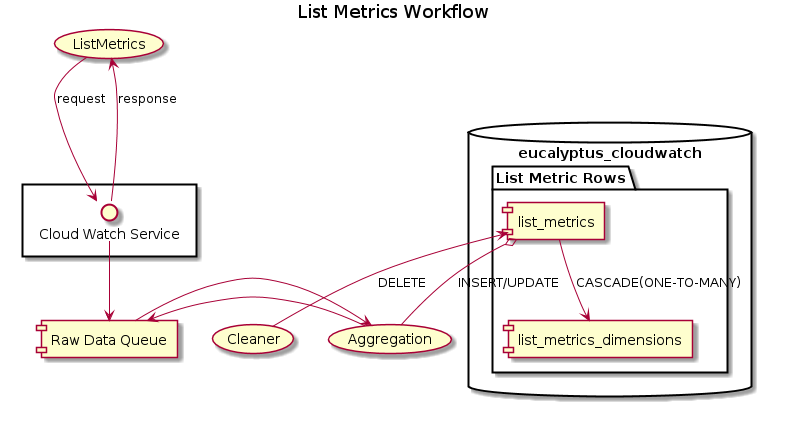 List Metrics Workflow
ListMetrics
request
response
eucalyptus_cloudwatch
List Metric Rows
list_metrics
Cloud Watch Service
DELETE
INSERT/UPDATE
CASCADE(ONE-TO-MANY)
Raw Data Queue
Cleaner
Aggregation
list_metrics_dimensions